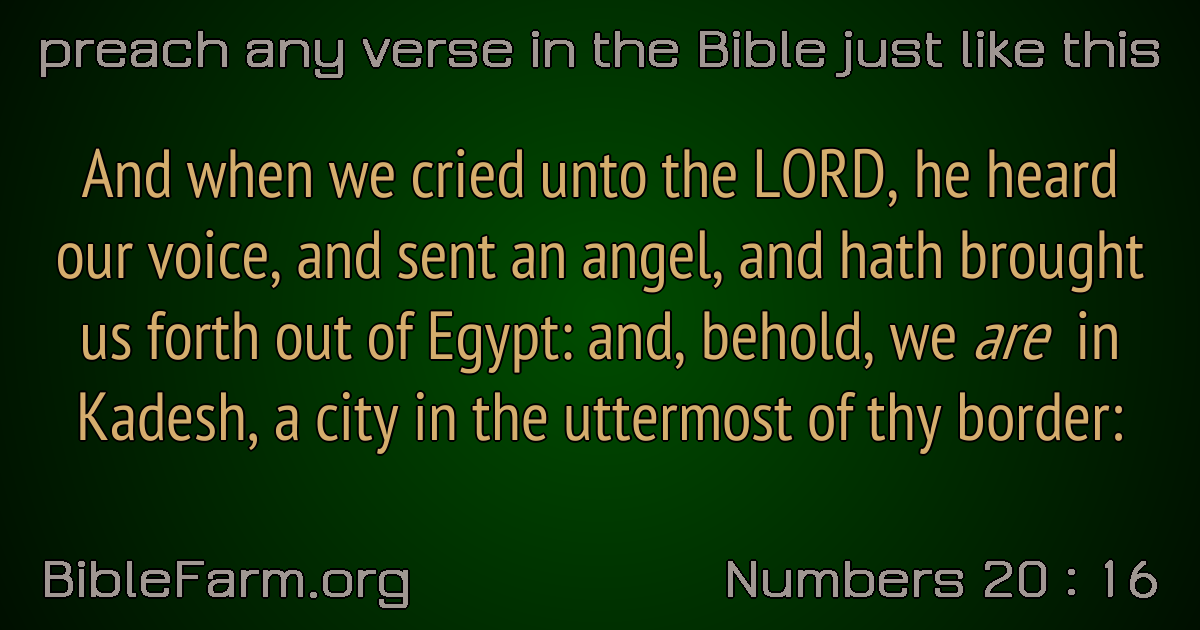 preach any verse in the Bible just like this
And when we cried unto the LORD, he heard
our voice, and sent an angel, and hath brought
us forth out of Egypt: and, behold, we are in
Kadesh, a city in the uttermost of thy border:
BibleFarm.org
Numbers 20 : 16